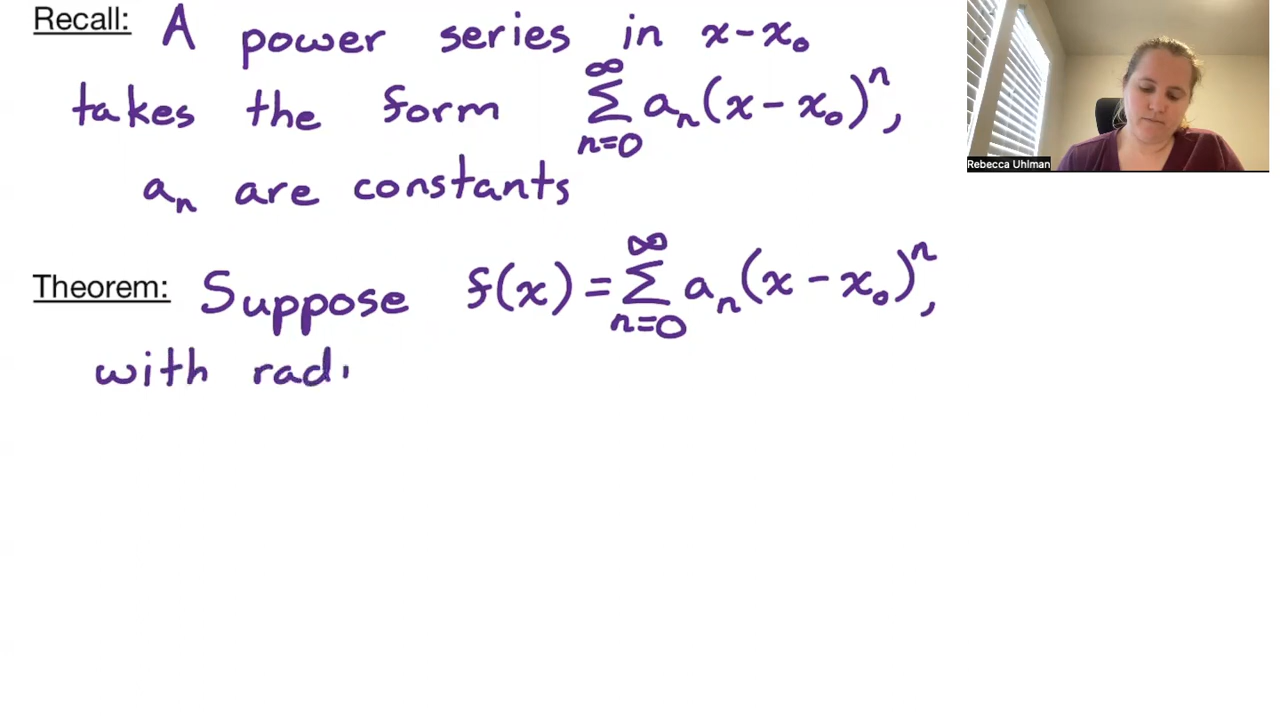 Recall: A power series in x-x₀
takes the form ∞∑n=0 aₙ(x-x₀)ⁿ,
aₙ are constants
Theorem: Suppose f(x)=∞∑n=0 aₙ(x-x₀)ⁿ,
with radi
Rebecca Uhlman